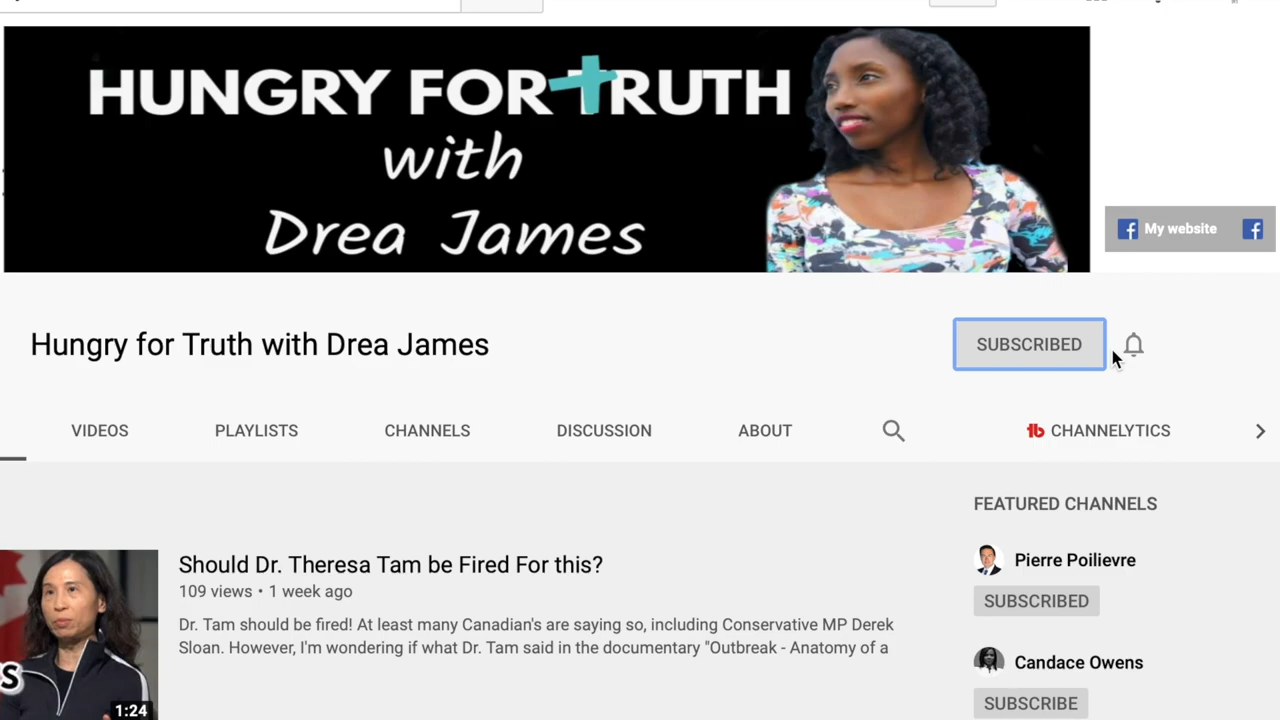 HUNGRY FOR TRUTH
with
Drea James
My website
Hungry for Truth with Drea James
SUBSCRIBED
VIDEOS PLAYLISTS CHANNELS DISCUSSION ABOUT CHANNELYTICS
FEATURED CHANNELS
Should Dr. Theresa Tam be Fired For this?
109 views • 1 week ago
Dr. Tam should be fired! At least many Canadian's are saying so, including Conservative MP Derek
Sloan. However, I'm wondering if what Dr. Tam said in the documentary "Outbreak - Anatomy of a
S
1:24
Pierre Poilievre
SUBSCRIBED
Candace Owens
SUBSCRIBE